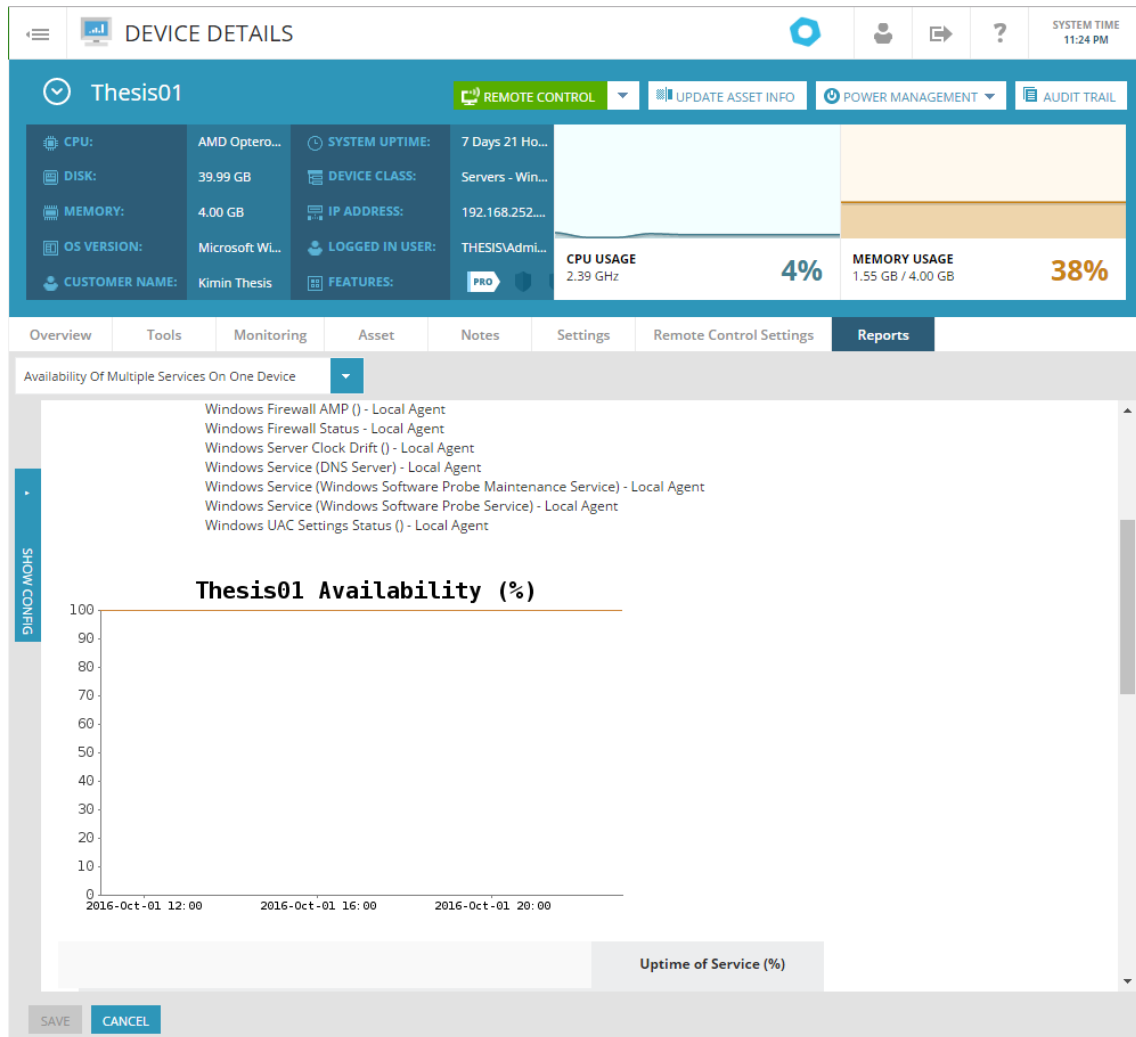 DEVICE DETAILS
?
SYSTEM TIME
11:24 PM
Thesis01
REMOTE CONTROL
UPDATE ASSET INFO
POWER MANAGEMENT
AUDIT TRAIL
CPU: AMD Optero... SYSTEM UPTIME: 7 Days 21 Ho...
DISK: 39.99 GB DEVICE CLASS: Servers - Win...
MEMORY: 4.00 GB IP ADDRESS: 192.168.252....
OS VERSION: Microsoft Wi... LOGGED IN USER: THESIS\Admi...
CUSTOMER NAME: Kimin Thesis FEATURES: PRO
CPU USAGE
2.39 GHz
4%
MEMORY USAGE
1.55 GB / 4.00 GB
38%
Overview Tools Monitoring Asset Notes Settings Remote Control Settings Reports
Availability Of Multiple Services On One Device
SHOW CONFIG
Windows Firewall AMP () - Local Agent
Windows Firewall Status - Local Agent
Windows Server Clock Drift () - Local Agent
Windows Service (DNS Server) - Local Agent
Windows Service (Windows Software Probe Maintenance Service) - Local Agent
Windows Service (Windows Software Probe Service) - Local Agent
Windows UAC Settings Status () - Local Agent
Thesis01 Availability (%)
100
90
80
70
60
50
40
30
20
10
0
2016-Oct-01 12:00 2016-Oct-01 16:00 2016-Oct-01 20:00
Uptime of Service (%)
SAVE CANCEL